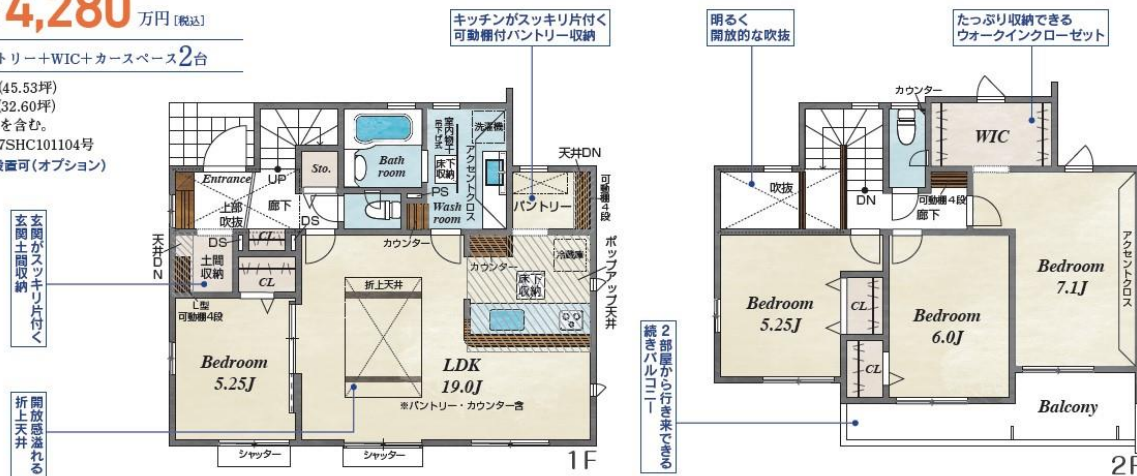 4,280万円[税込]
トリー+WIC+カースペース2台
(45.53坪)
(32.60坪)
を含む。
7SHC101104号
設置可(オプション)
キッチンがスッキリ片付く
可動棚付パントリー収納
明るく
開放的な吹抜
たっぷり収納できる
ウォークインクローゼット
玄関がスッキリ片付く
玄関土間収納
開放感溢れる
折上天井
2部屋から行き来できる
続きバルコニー
Entrance
上部
吹抜
UP
廊下
Sto.
DS
DS
CL
CL
土間
収納
天井DN
L型
可動棚4段
Bedroom
5.25J
シャッター
Bath
room
室内物干
吊下げ式
床下
収納
洗濯機
アクセントクロス
PS
Wash
room
カウンター
パントリー
天井DN
可動棚4段
カウンター
冷蔵庫
床下
収納
ポップアップ天井
折上天井
LDK
19.0J
※パントリー・カウンター含
シャッター
1F
カウンター
WIC
吹抜
DN
廊下
可動棚4段
Bedroom
5.25J
CL
CL
Bedroom
6.0J
Bedroom
7.1J
アクセントクロス
Balcony
2F